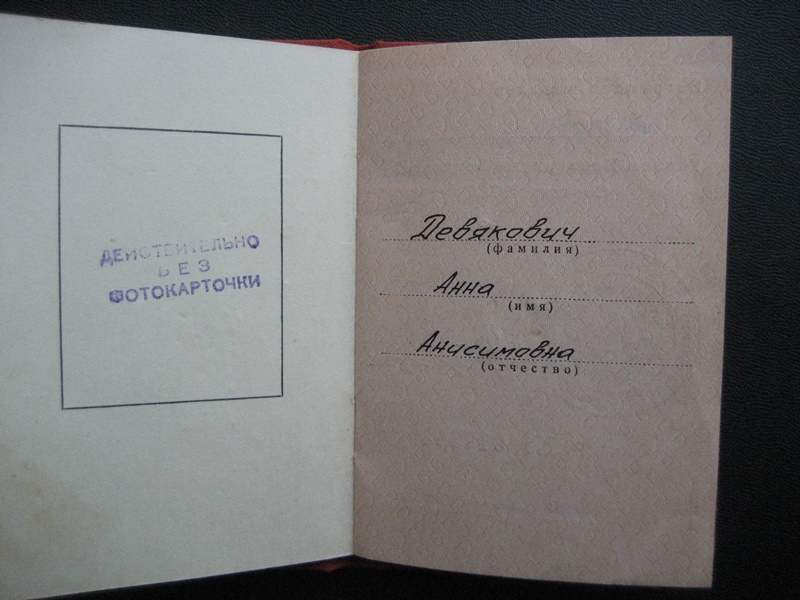 ДЕЙСТВИТЕЛЬНО
БЕЗ
ФОТОКАРТОЧКИ
Девякович
(фамилия)
Анна
(имя)
Анисимовна
(отчество)